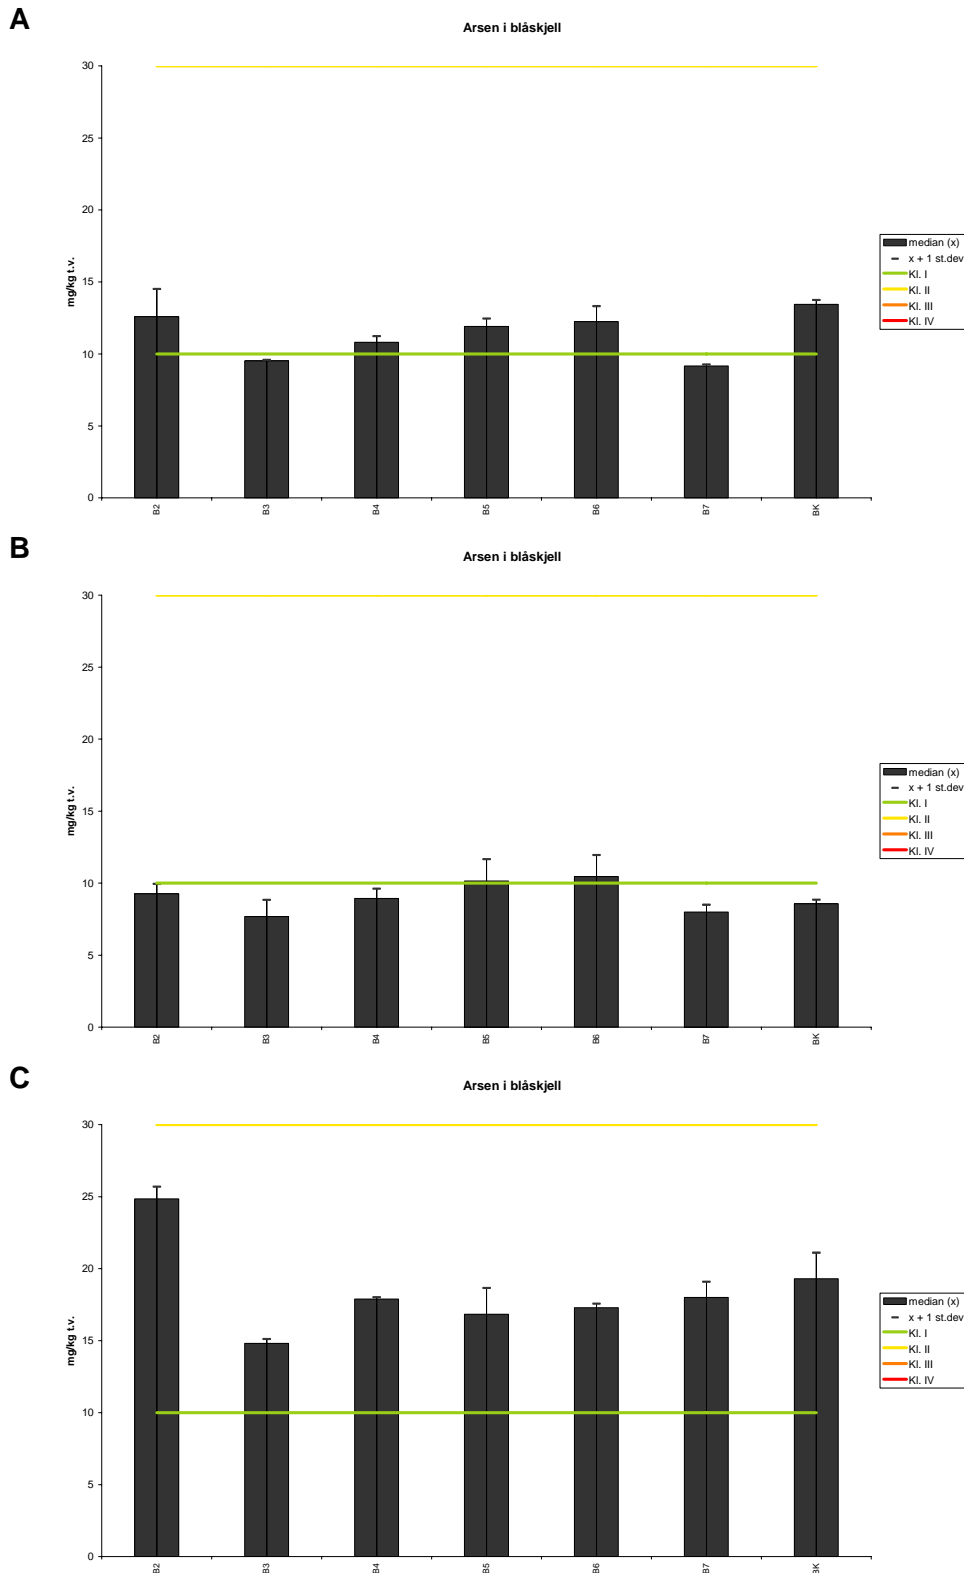 A
Arsen i blåskjell
30
25
20
15
10
5
0
mg/kg t.v.
B2
B3
B4
B5
B6
B7
BK
median (x)
x + 1 st.dev
Kl. I
Kl. II
Kl. III
Kl. IV
B
Arsen i blåskjell
30
25
20
15
10
5
0
mg/kg t.v.
B2
B3
B4
B5
B6
B7
BK
median (x)
x + 1 st.dev
Kl. I
Kl. II
Kl. III
Kl. IV
C
Arsen i blåskjell
30
25
20
15
10
5
0
mg/kg t.v.
B2
B3
B4
B5
B6
B7
BK
median (x)
x + 1 st.dev
Kl. I
Kl. II
Kl. III
Kl. IV